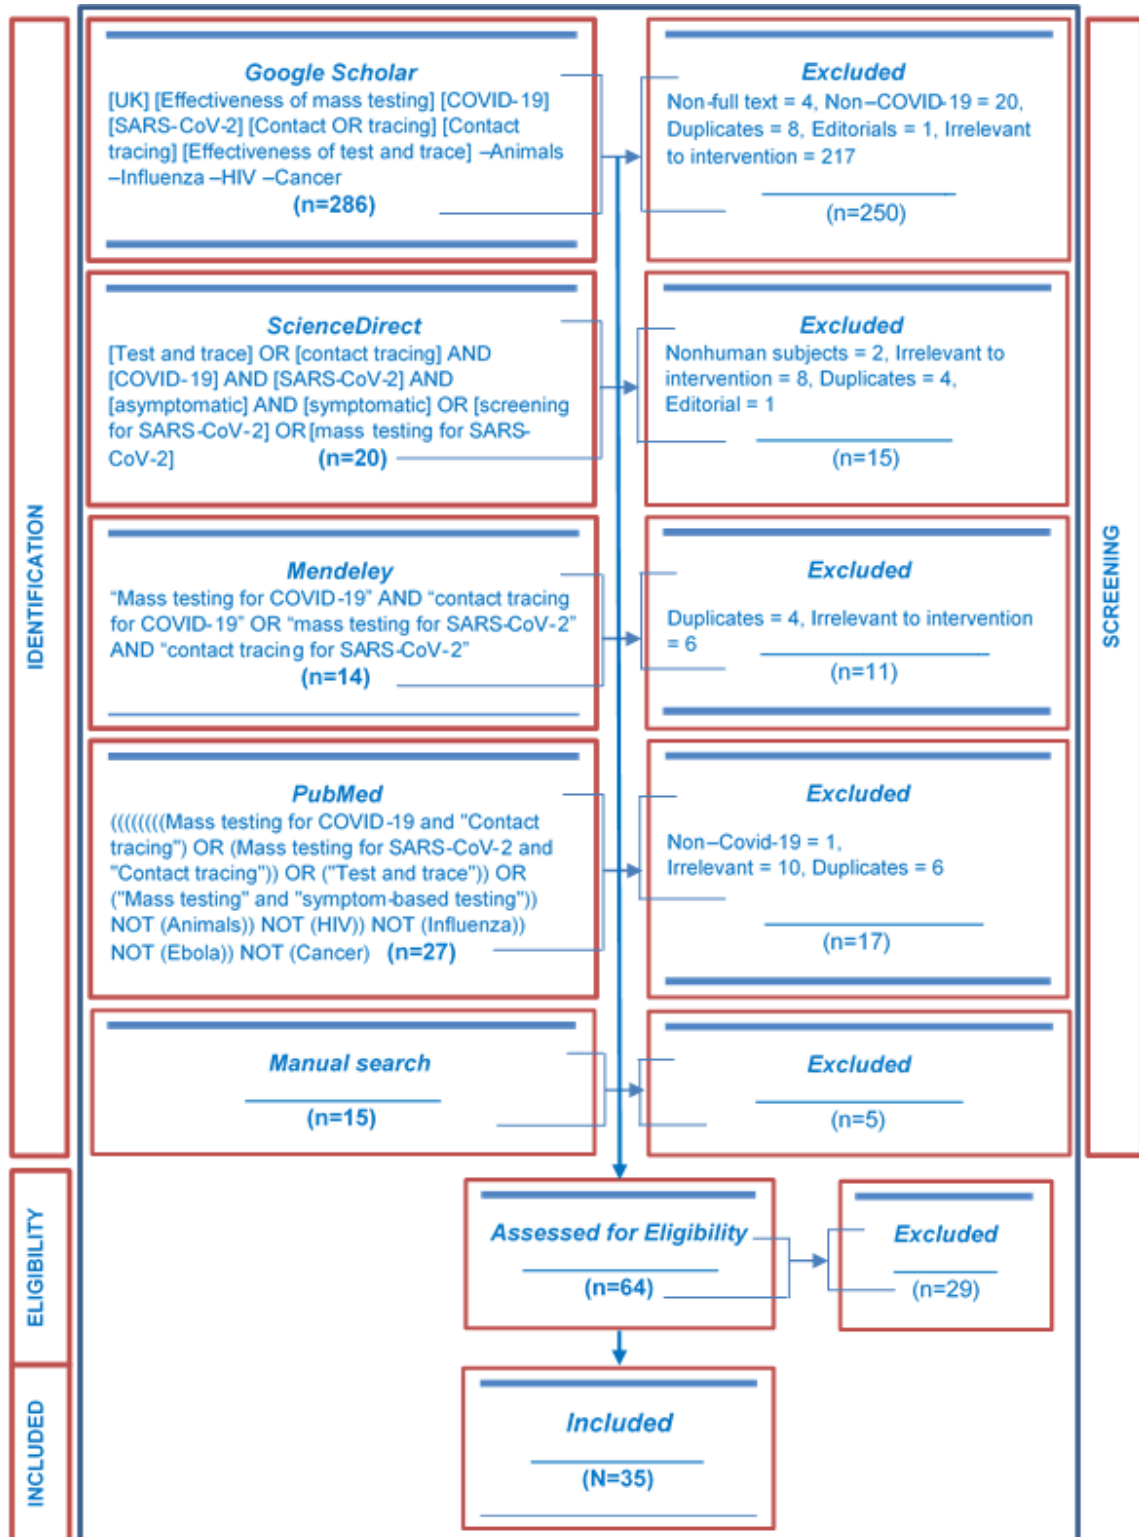 IDENTIFICATION
Google Scholar
[UK] [Effectiveness of mass testing] [COVID-19]
[SARS-CoV-2] [Contact OR tracing] [Contact
tracing] [Effectiveness of test and trace] –Animals
–Influenza –HIV –Cancer
(n=286)
Excluded
Non-full text = 4, Non–COVID-19 = 20,
Duplicates = 8, Editorials = 1, Irrelevant
to intervention = 217
(n=250)
ScienceDirect
[Test and trace] OR [contact tracing] AND
[COVID-19] AND [SARS-CoV-2] AND
[asymptomatic] AND [symptomatic] OR [screening
for SARS-CoV-2] OR [mass testing for SARS-
CoV-2] (n=20)
Excluded
Nonhuman subjects = 2, Irrelevant to
intervention = 8, Duplicates = 4,
Editorial = 1
(n=15)
Mendeley
“Mass testing for COVID-19” AND “contact tracing
for COVID-19” OR “mass testing for SARS-CoV-2”
AND “contact tracing for SARS-CoV-2”
(n=14)
Excluded
Duplicates = 4, Irrelevant to intervention
= 6
(n=11)
PubMed
((((((((Mass testing for COVID-19 and "Contact
tracing") OR (Mass testing for SARS-CoV-2 and
"Contact tracing")) OR ("Test and trace")) OR
("Mass testing" and "symptom-based testing"))
NOT (Animals)) NOT (HIV)) NOT (Influenza))
NOT (Ebola)) NOT (Cancer) (n=27)
Excluded
Non–Covid-19 = 1,
Irrelevant = 10, Duplicates = 6
(n=17)
Manual search
(n=15)
Excluded
(n=5)
SCREENING
ELIGIBILITY
Assessed for Eligibility
(n=64)
Excluded
(n=29)
INCLUDED
Included
(N=35)